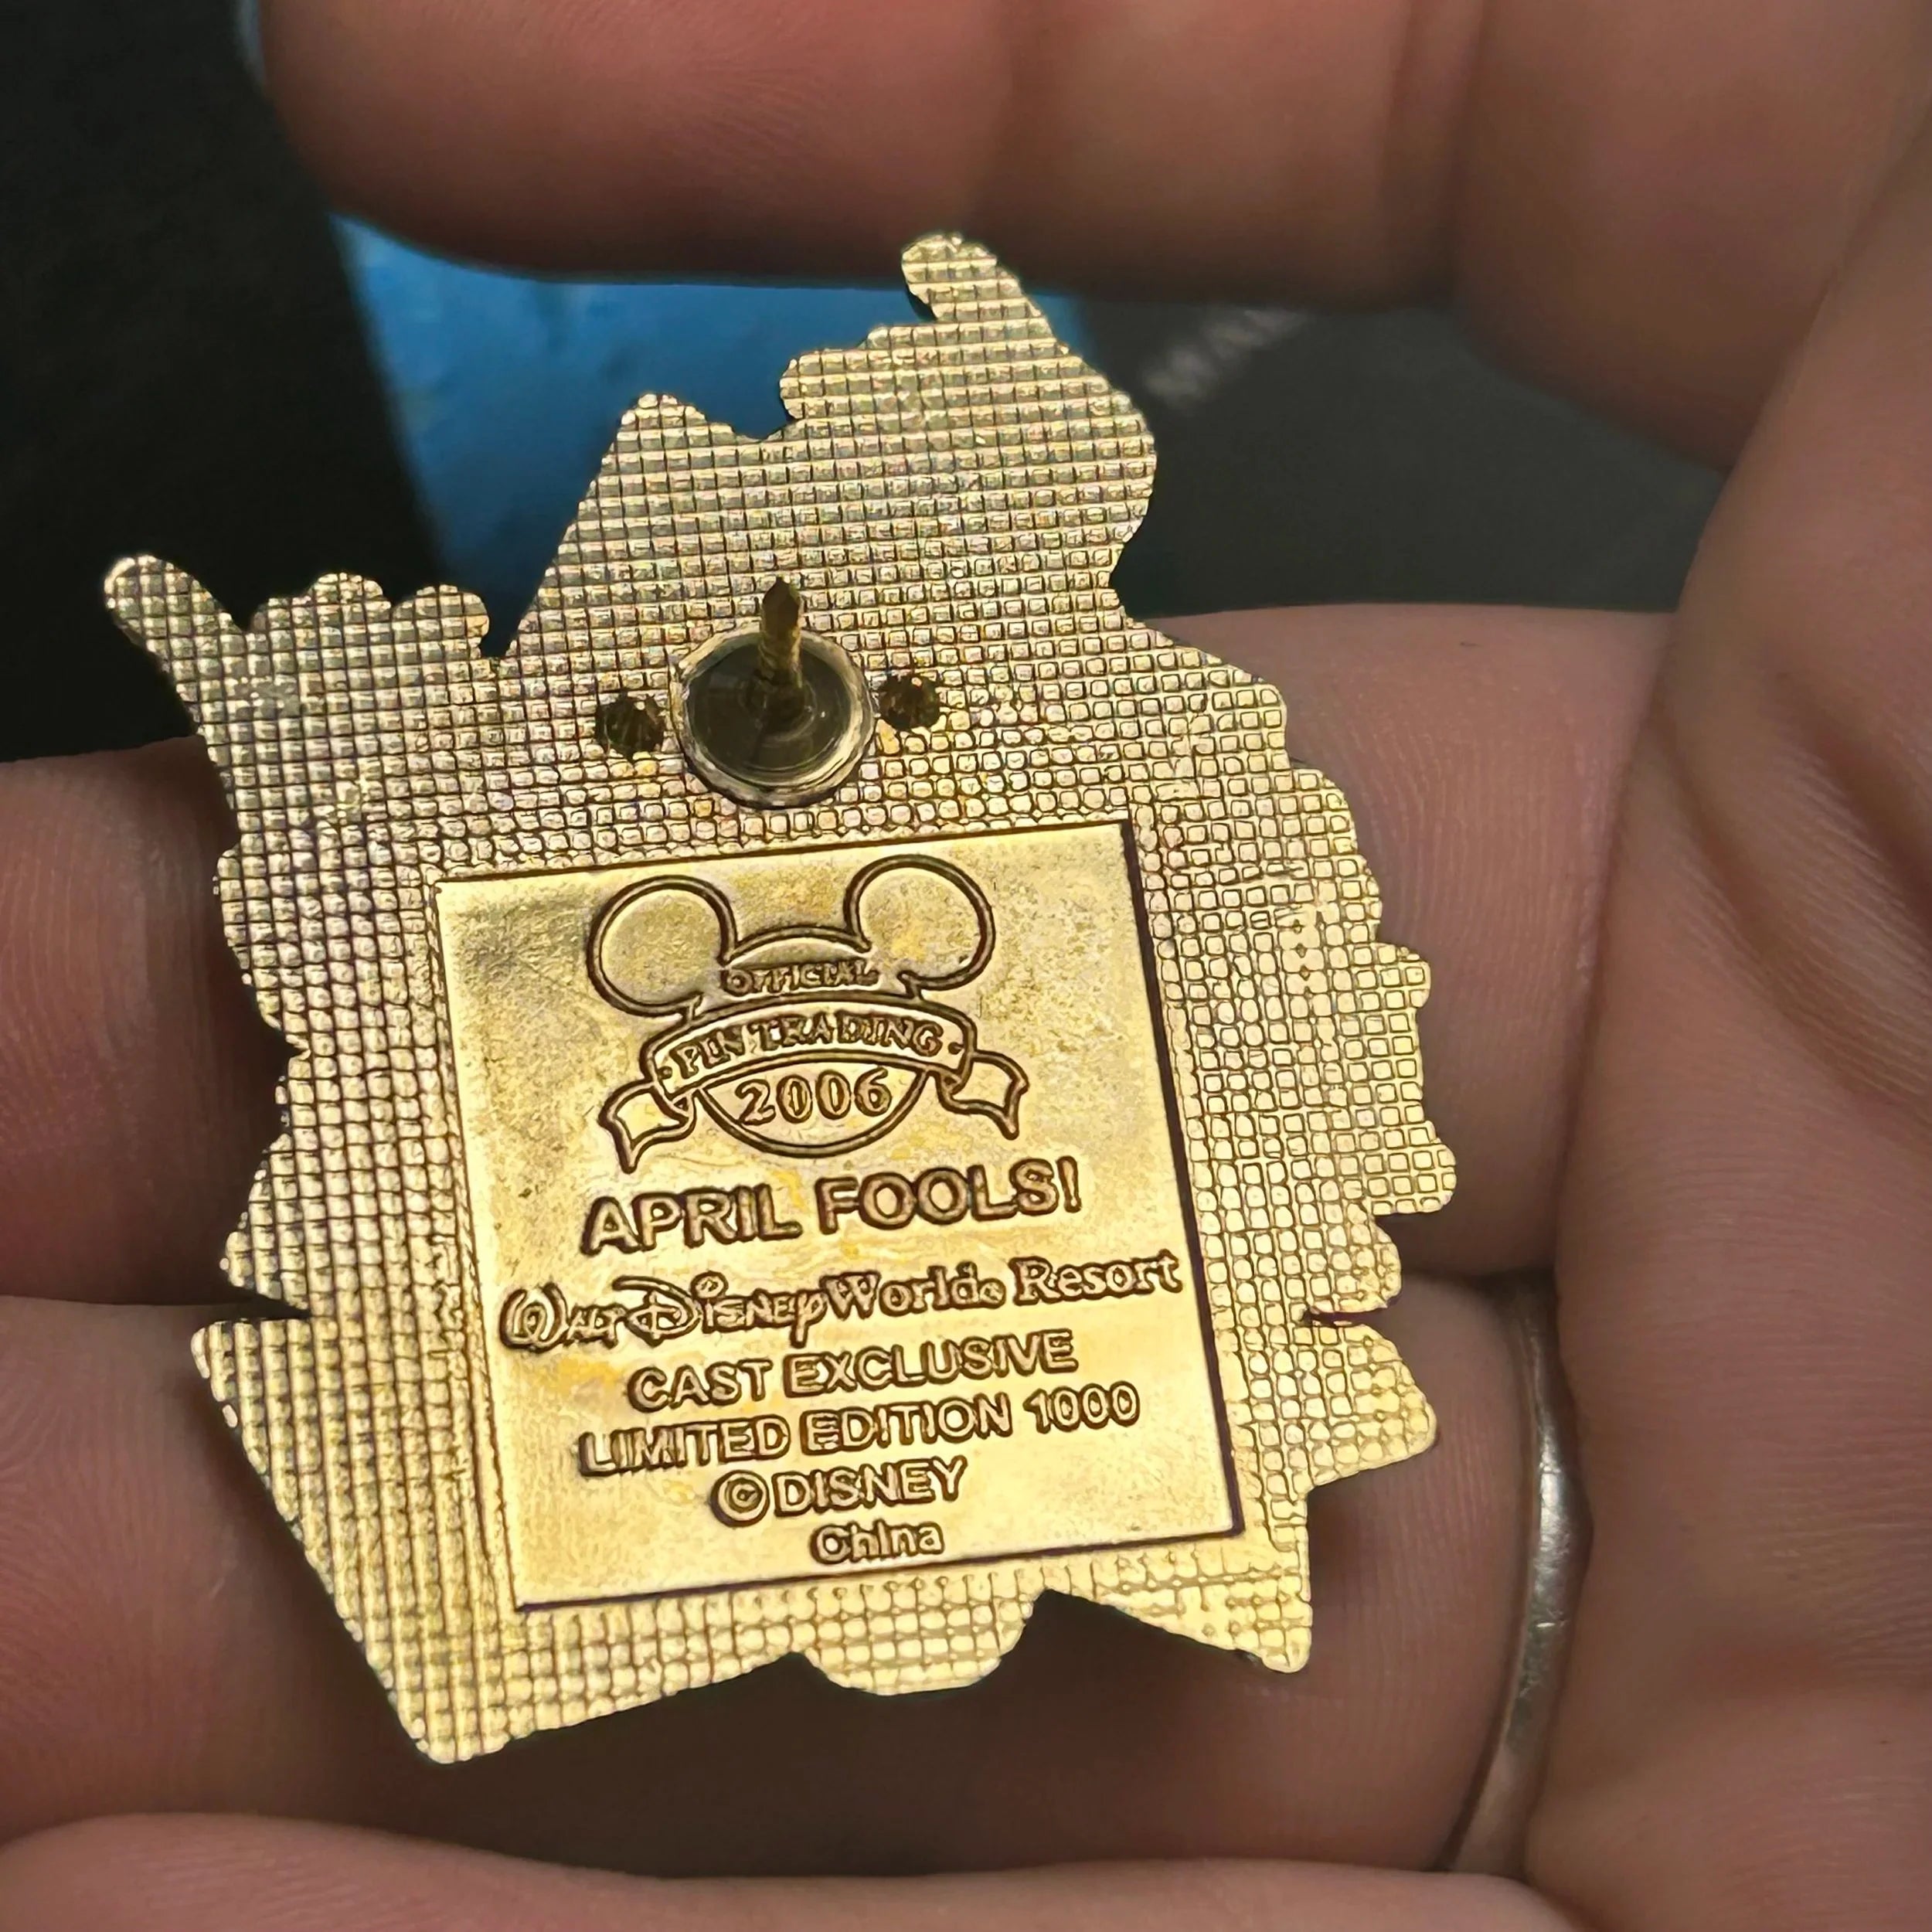 OFFICIAL
PIN TRADING
2006
APRIL FOOLS!
Walt Disney World® Resort
CAST EXCLUSIVE
LIMITED EDITION 1000
©DISNEY
China